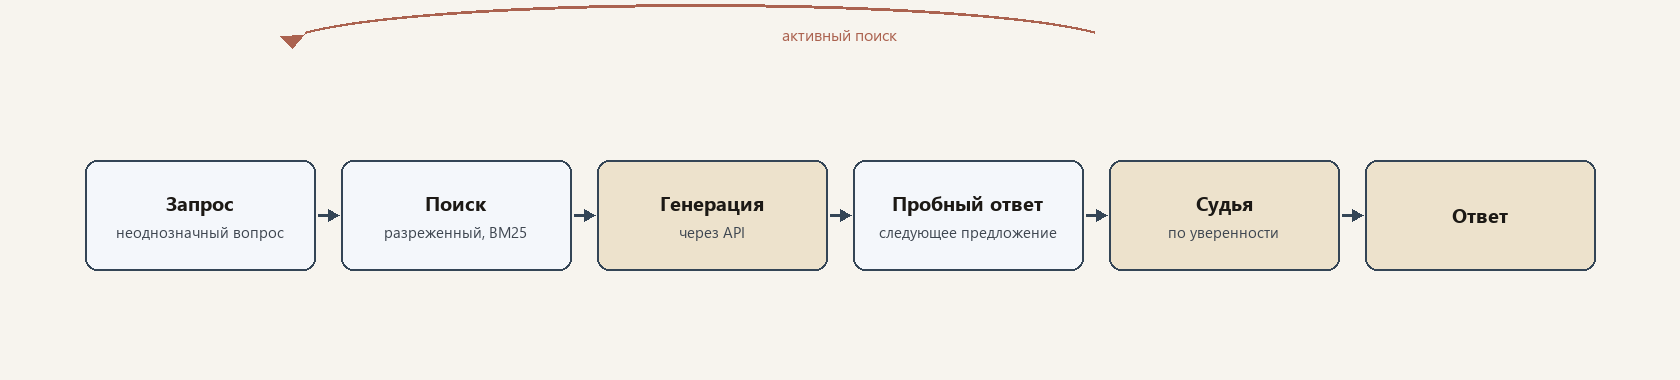 активный поиск
Запрос
неоднозначный вопрос
Поиск
разреженный, BM25
Генерация
через API
Пробный ответ
следующее предложение
Судья
по уверенности
Ответ